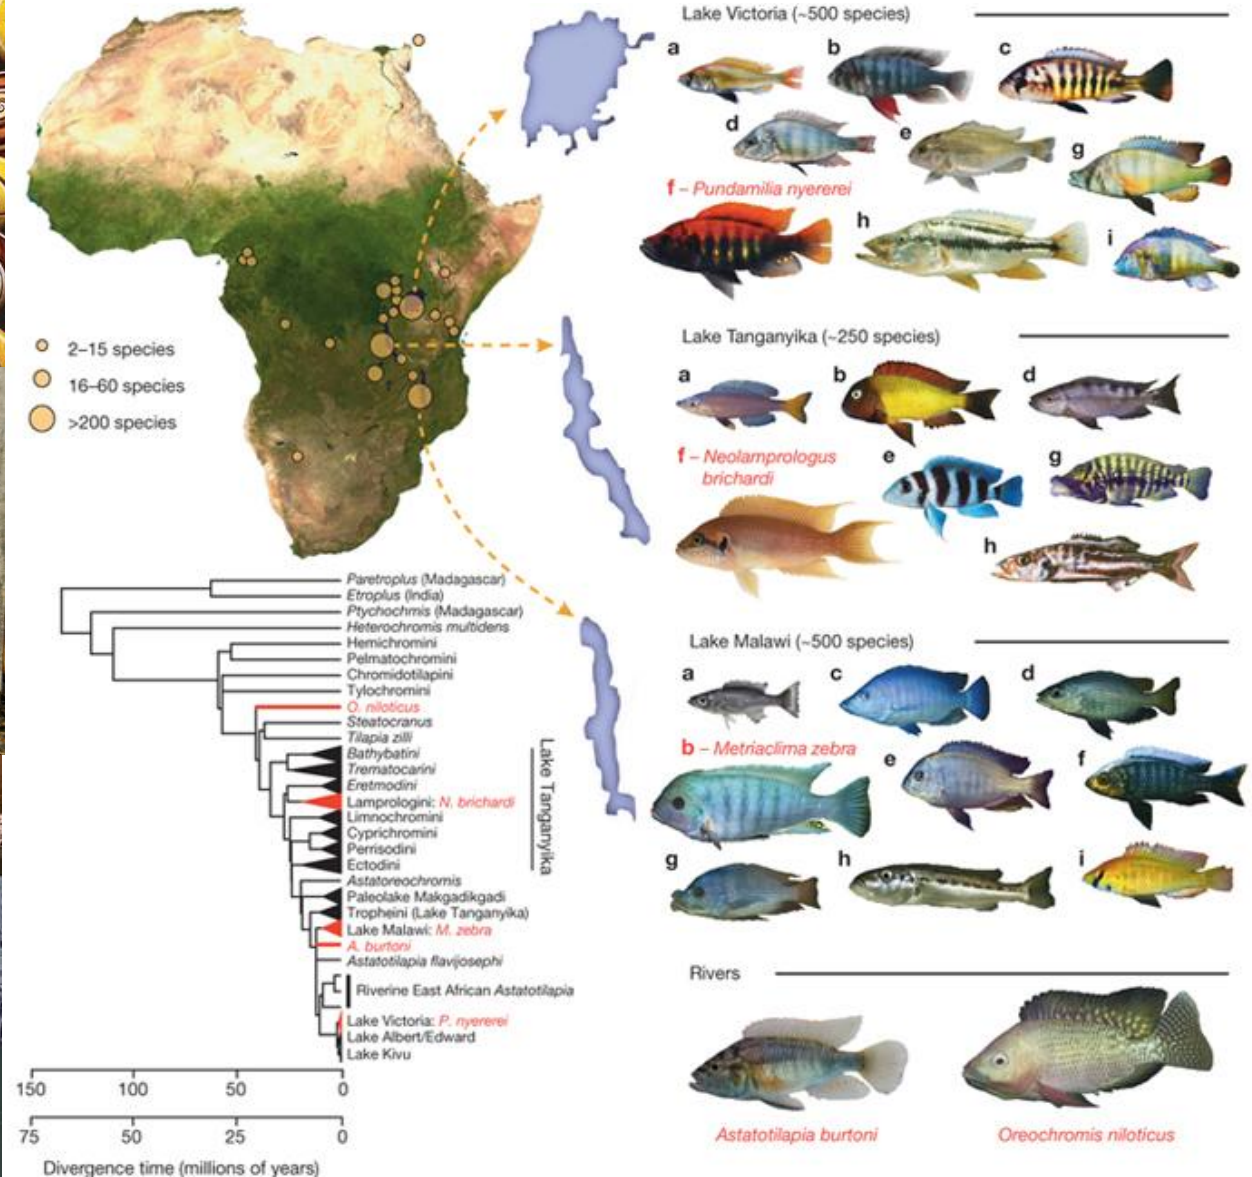 Lake Victoria (~500 species)
a
b
c
d
e
g
f – Pundamilia nyererei
h
i
2–15 species
16–60 species
>200 species
Lake Tanganyika (~250 species)
a
b
d
f – Neolamprologus
brichardi
e
g
h
Lake Malawi (~500 species)
a
c
d
b – Metriaclima zebra
e
f
g
h
i
Rivers
Astatotilapia burtoni
Oreochromis niloticus
Paretroplus (Madagascar)
Etroplus (India)
Ptychochmis (Madagascar)
Heterochromis multidens
Hemichromini
Pelmatochromini
Chromidotilapini
Tylochromini
O. niloticus
Steatocranus
Tilapia zilli
Bathybatini
Trematocarini
Eretmodini
Lamprologini: N. brichardi
Limnochromini
Cyprichromini
Perrisodini
Ectodini
Lake Tanganyika
Astatoreochromis
Paleolake Makgadikgadi
Tropheini (Lake Tanganyika)
Lake Malawi: M. zebra
A. burtoni
Astatotilapia flavijosephi
Riverine East African Astatotilapia
Lake Victoria: P. nyererei
Lake Albert/Edward
Lake Kivu
150 100 50 0
75 50 25 0
Divergence time (millions of years)